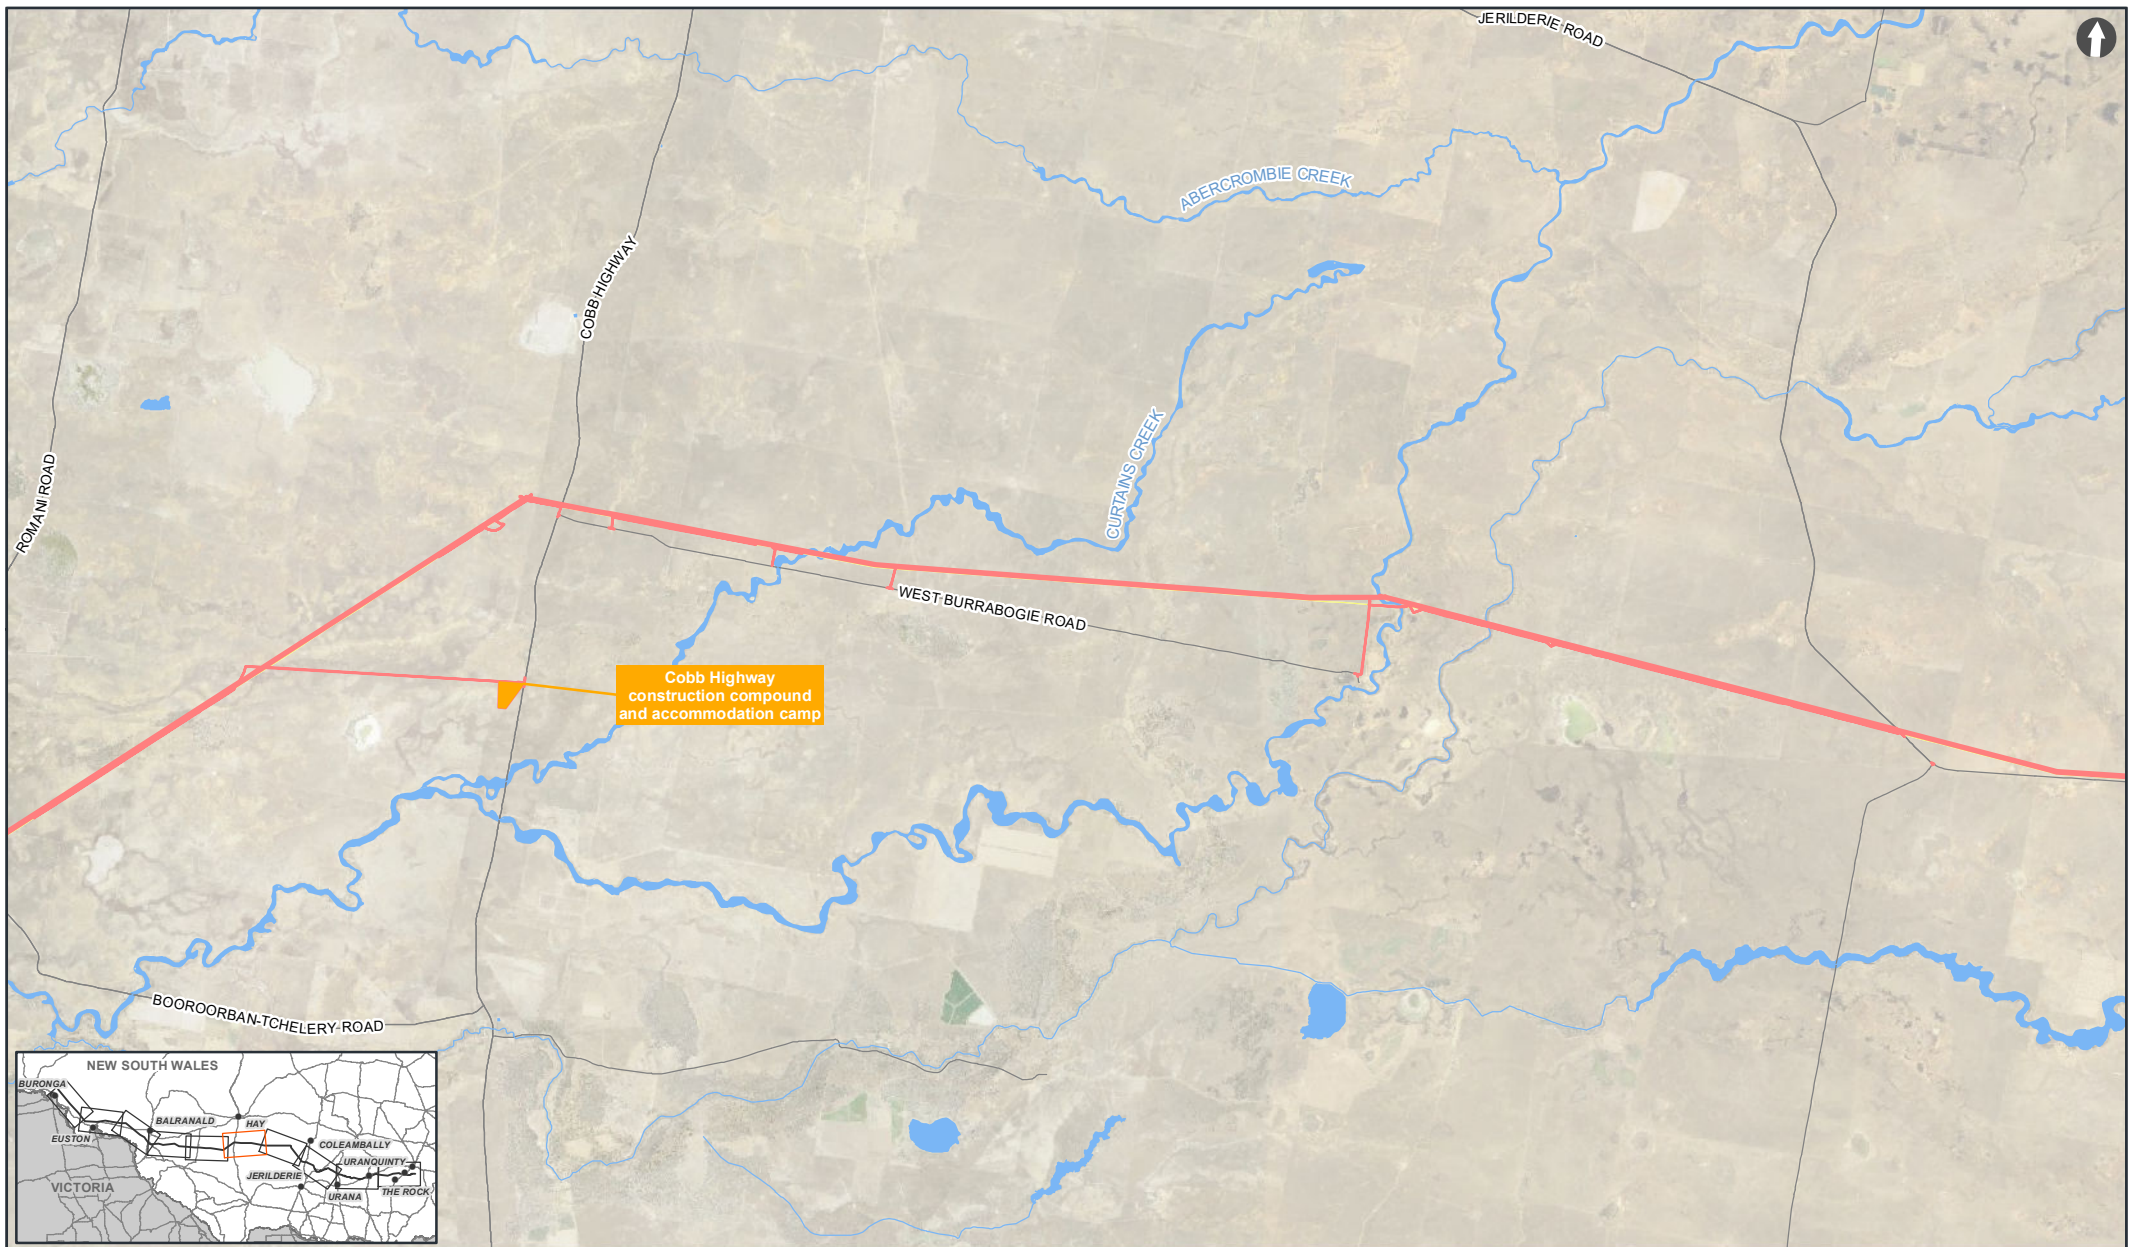 JERILDERIE ROAD
ABERCROMBIE CREEK
COBB HIGHWAY
CURTAINS CREEK
ROMANI ROAD
WEST BURRABOGIE ROAD
Cobb Highway
construction compound
and accommodation camp
BOOROORBAN-TCHELERY ROAD
NEW SOUTH WALES
BURONGA
BALRANALD
HAY
EUSTON
COLEAMBALLY
URANQUINTY
JERILDERIE
VICTORIA
URANA
THE ROCK